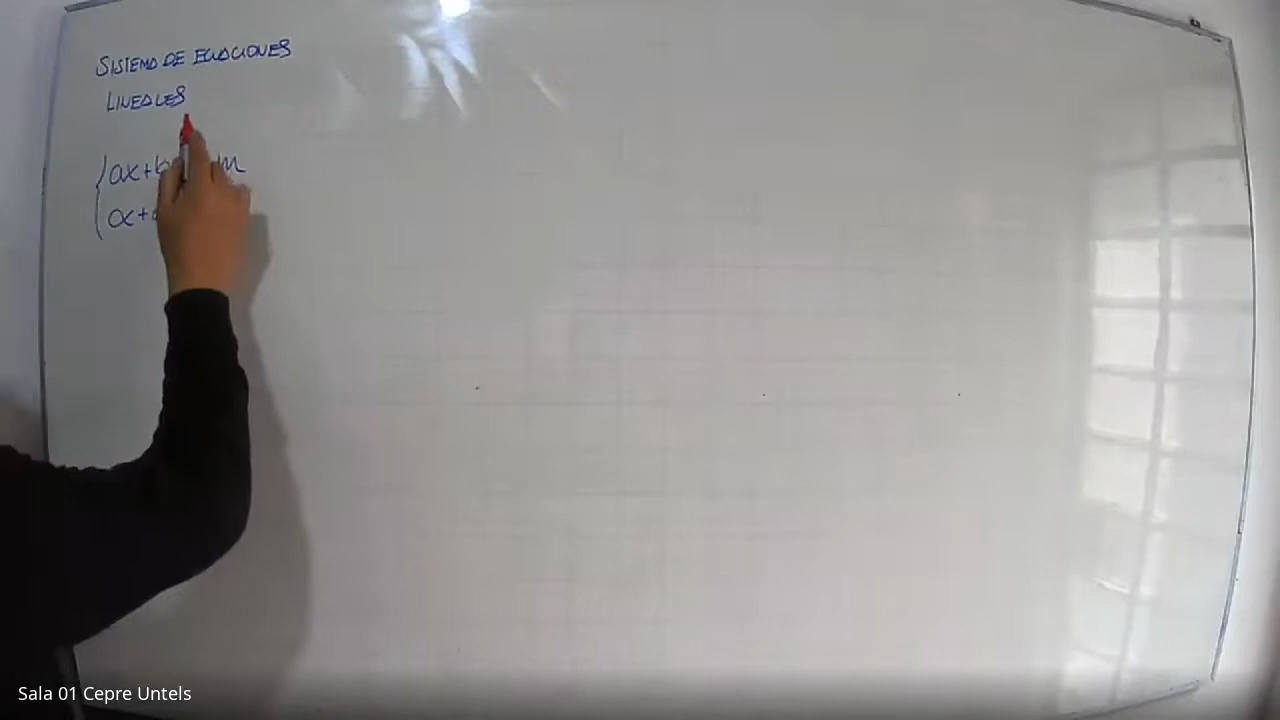 SISTEMA DE ECUACIONES
LINEALES
ax+b m
cx+
Sala 01 Cepre Untels